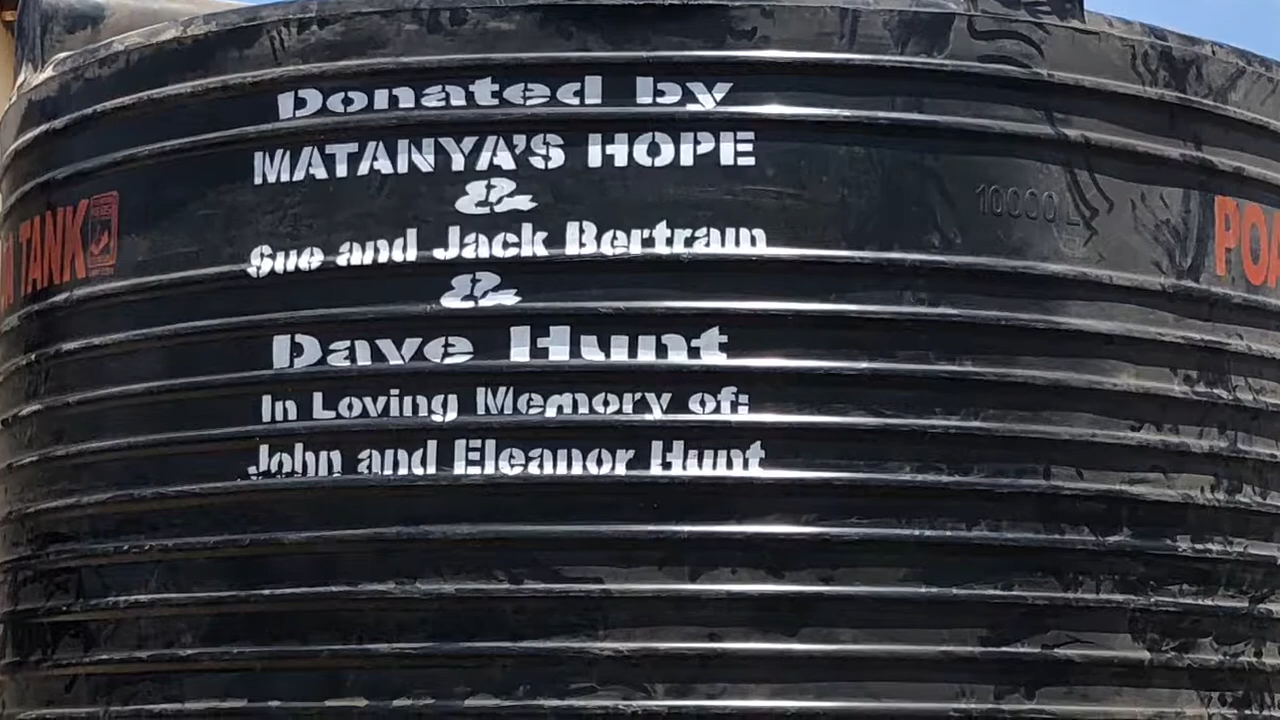 Donated by
MATANYA'S HOPE
&
Sue and Jack Bertram
&
Dave Hunt
In Loving Memory of:
John and Eleanor Hunt
TANK
10000 L